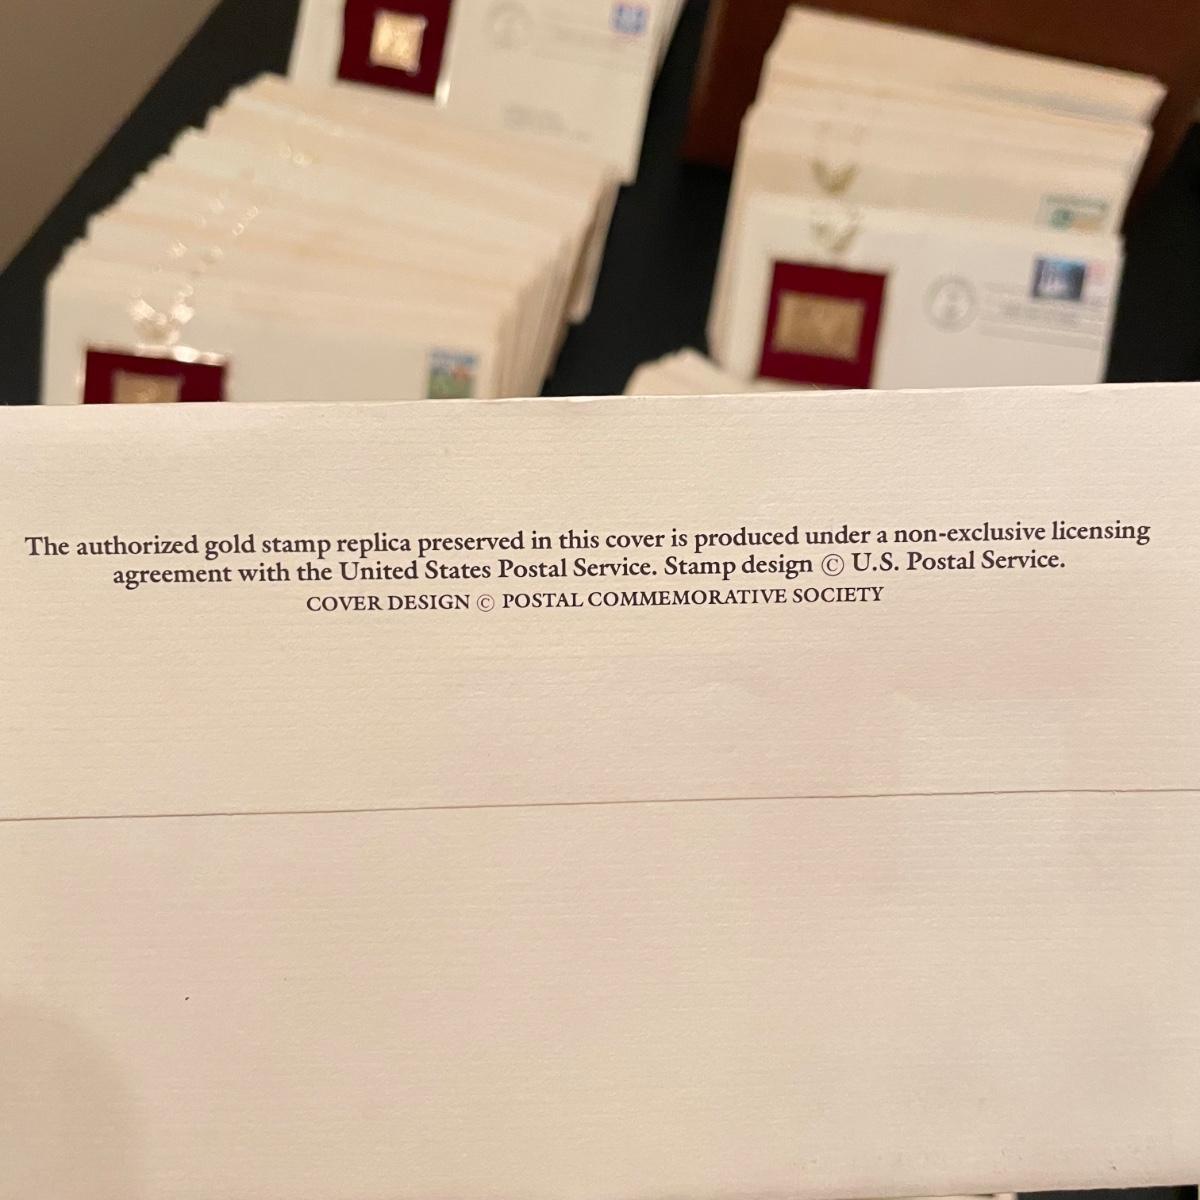 The authorized gold stamp replica preserved in this cover is produced under a non-exclusive licensing
agreement with the United States Postal Service. Stamp design © U.S. Postal Service.
COVER DESIGN © POSTAL COMMEMORATIVE SOCIETY